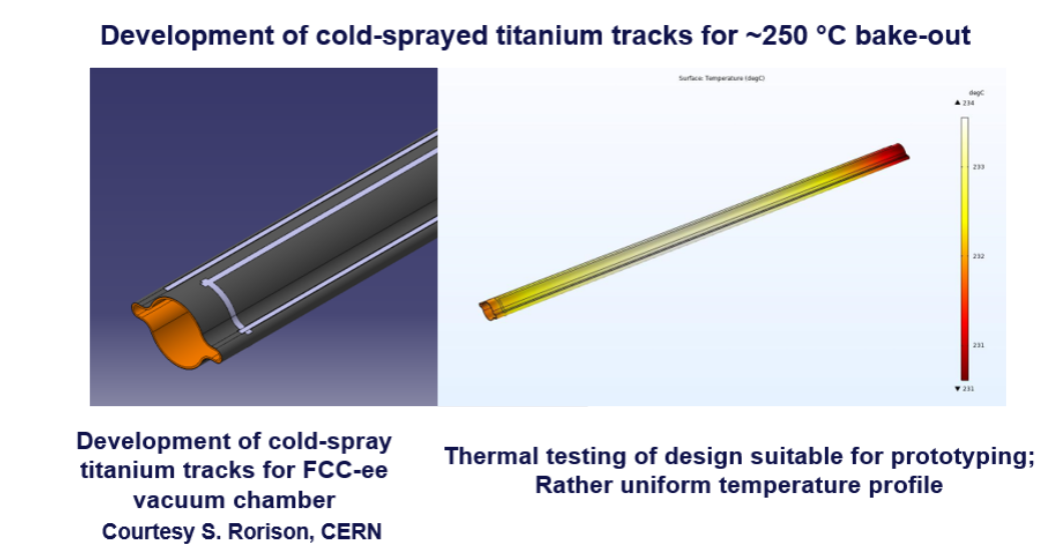 Development of cold-sprayed titanium tracks for ~250 °C bake-out
Surface: Temperature (degC)
degC
▲ 234
233
232
231
▼ 231
Development of cold-spray
titanium tracks for FCC-ee
vacuum chamber
Courtesy S. Rorison, CERN
Thermal testing of design suitable for prototyping;
Rather uniform temperature profile